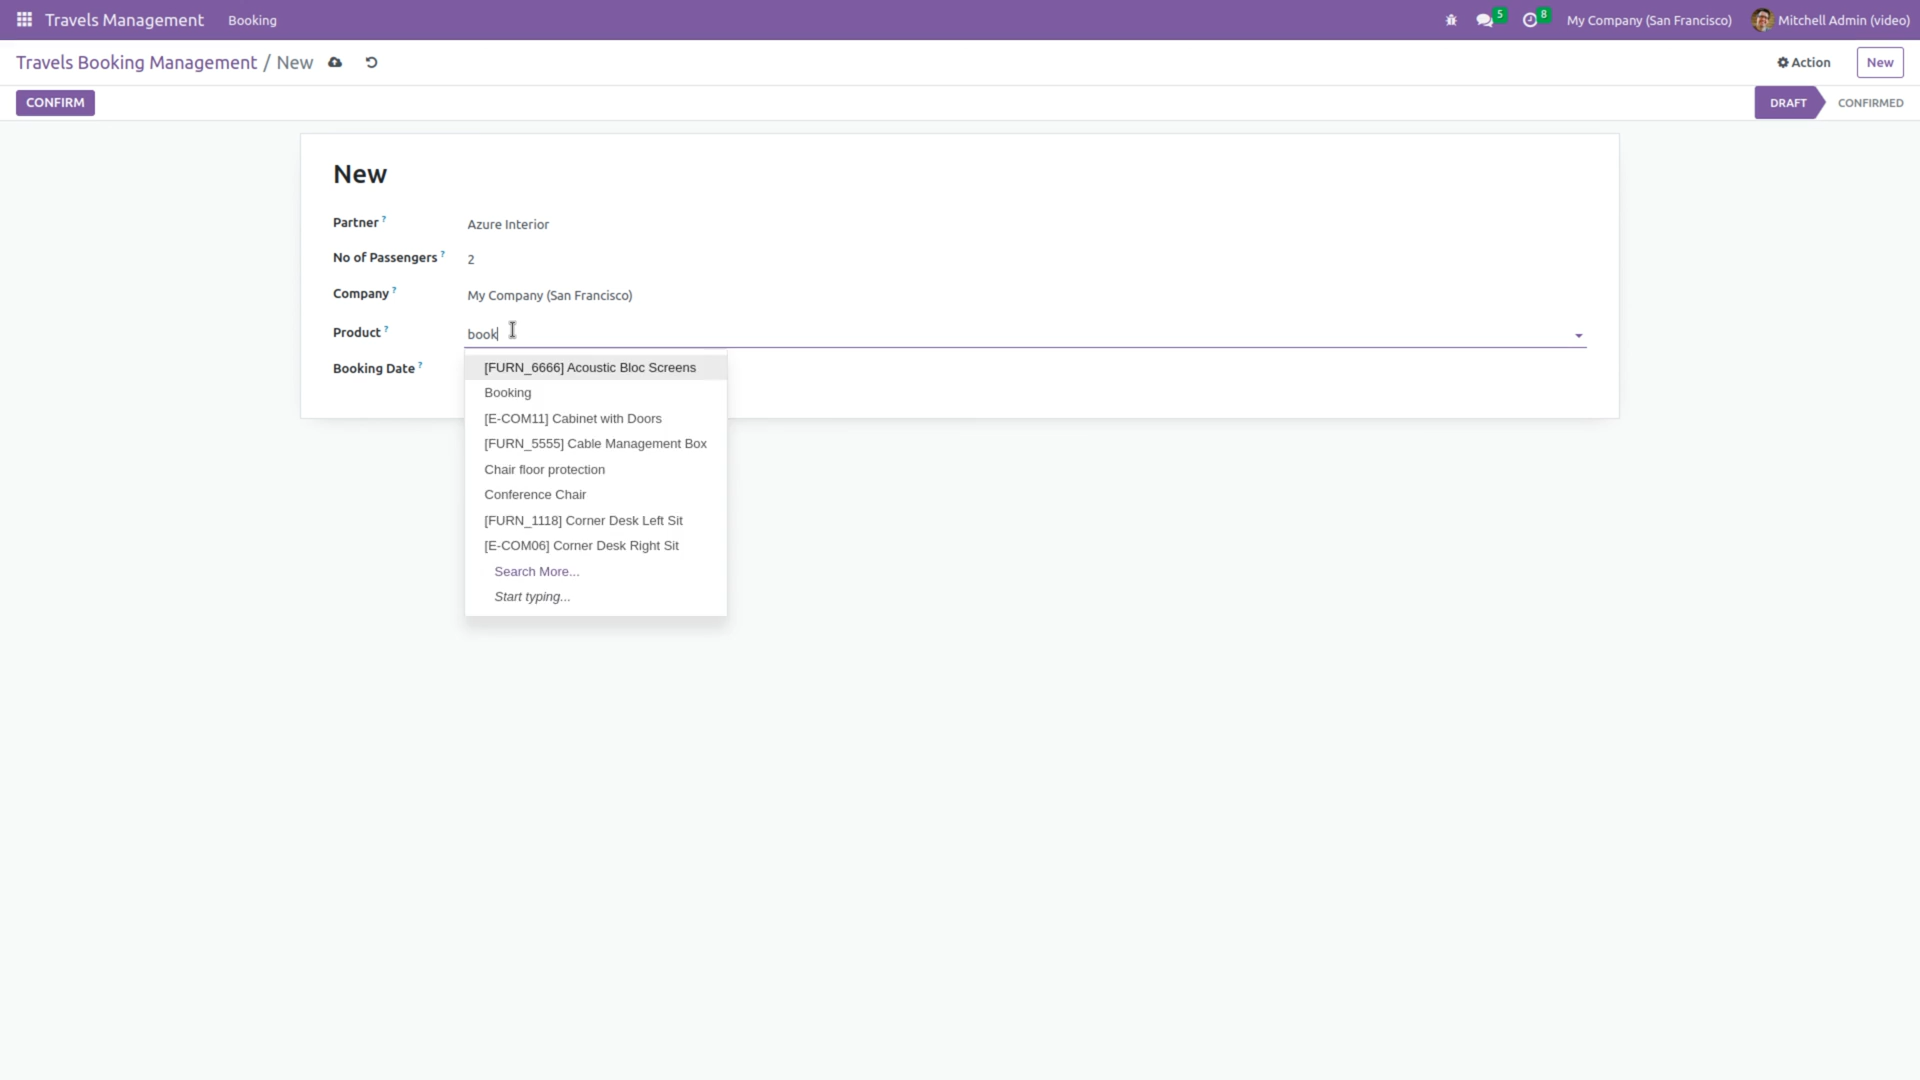 Travels Management Booking 5 8 My Company (San Francisco) Mitchell Admin (video)
Travels Booking Management / New Action New
CONFIRM DRAFT CONFIRMED
New
Partner ? Azure Interior
No of Passengers ? 2
Company ? My Company (San Francisco)
Product ? book
Booking Date ?
[FURN_6666] Acoustic Bloc Screens
Booking
[E-COM11] Cabinet with Doors
[FURN_5555] Cable Management Box
Chair floor protection
Conference Chair
[FURN_1118] Corner Desk Left Sit
[E-COM06] Corner Desk Right Sit
Search More...
Start typing...